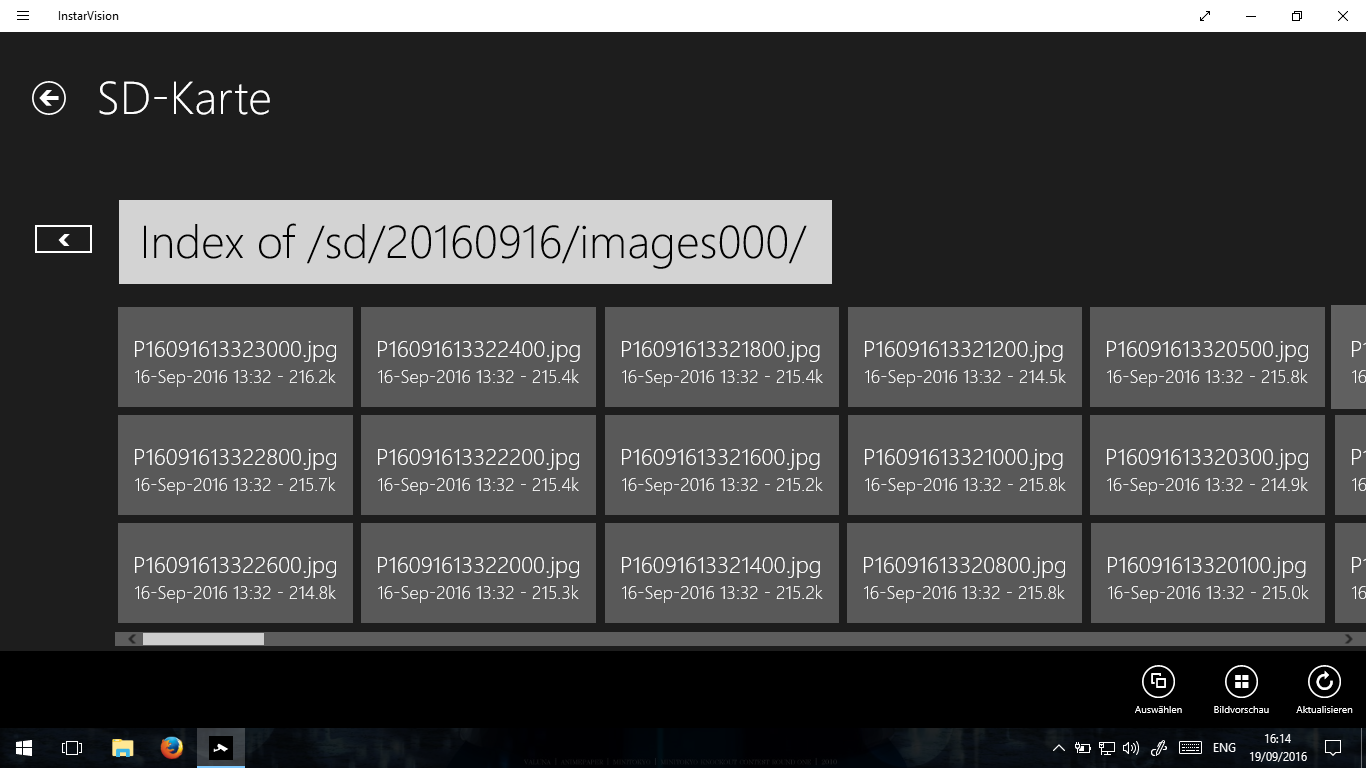 InstarVision
SD-Karte
Index of /sd/20160916/images000/
P16091613323000.jpg
16-Sep-2016 13:32 - 216.2k
P16091613322400.jpg
16-Sep-2016 13:32 - 215.4k
P16091613321800.jpg
16-Sep-2016 13:32 - 215.4k
P16091613321200.jpg
16-Sep-2016 13:32 - 214.5k
P16091613320500.jpg
16-Sep-2016 13:32 - 215.8k
P16091613322800.jpg
16-Sep-2016 13:32 - 215.7k
P16091613322200.jpg
16-Sep-2016 13:32 - 215.4k
P16091613321600.jpg
16-Sep-2016 13:32 - 215.2k
P16091613321000.jpg
16-Sep-2016 13:32 - 215.8k
P16091613320300.jpg
16-Sep-2016 13:32 - 214.9k
P16091613322600.jpg
16-Sep-2016 13:32 - 214.8k
P16091613322000.jpg
16-Sep-2016 13:32 - 215.3k
P16091613321400.jpg
16-Sep-2016 13:32 - 215.2k
P16091613320800.jpg
16-Sep-2016 13:32 - 215.8k
P16091613320100.jpg
16-Sep-2016 13:32 - 215.0k
Auswählen
Bildvorschau
Aktualisieren
ENG
16:14
19/09/2016